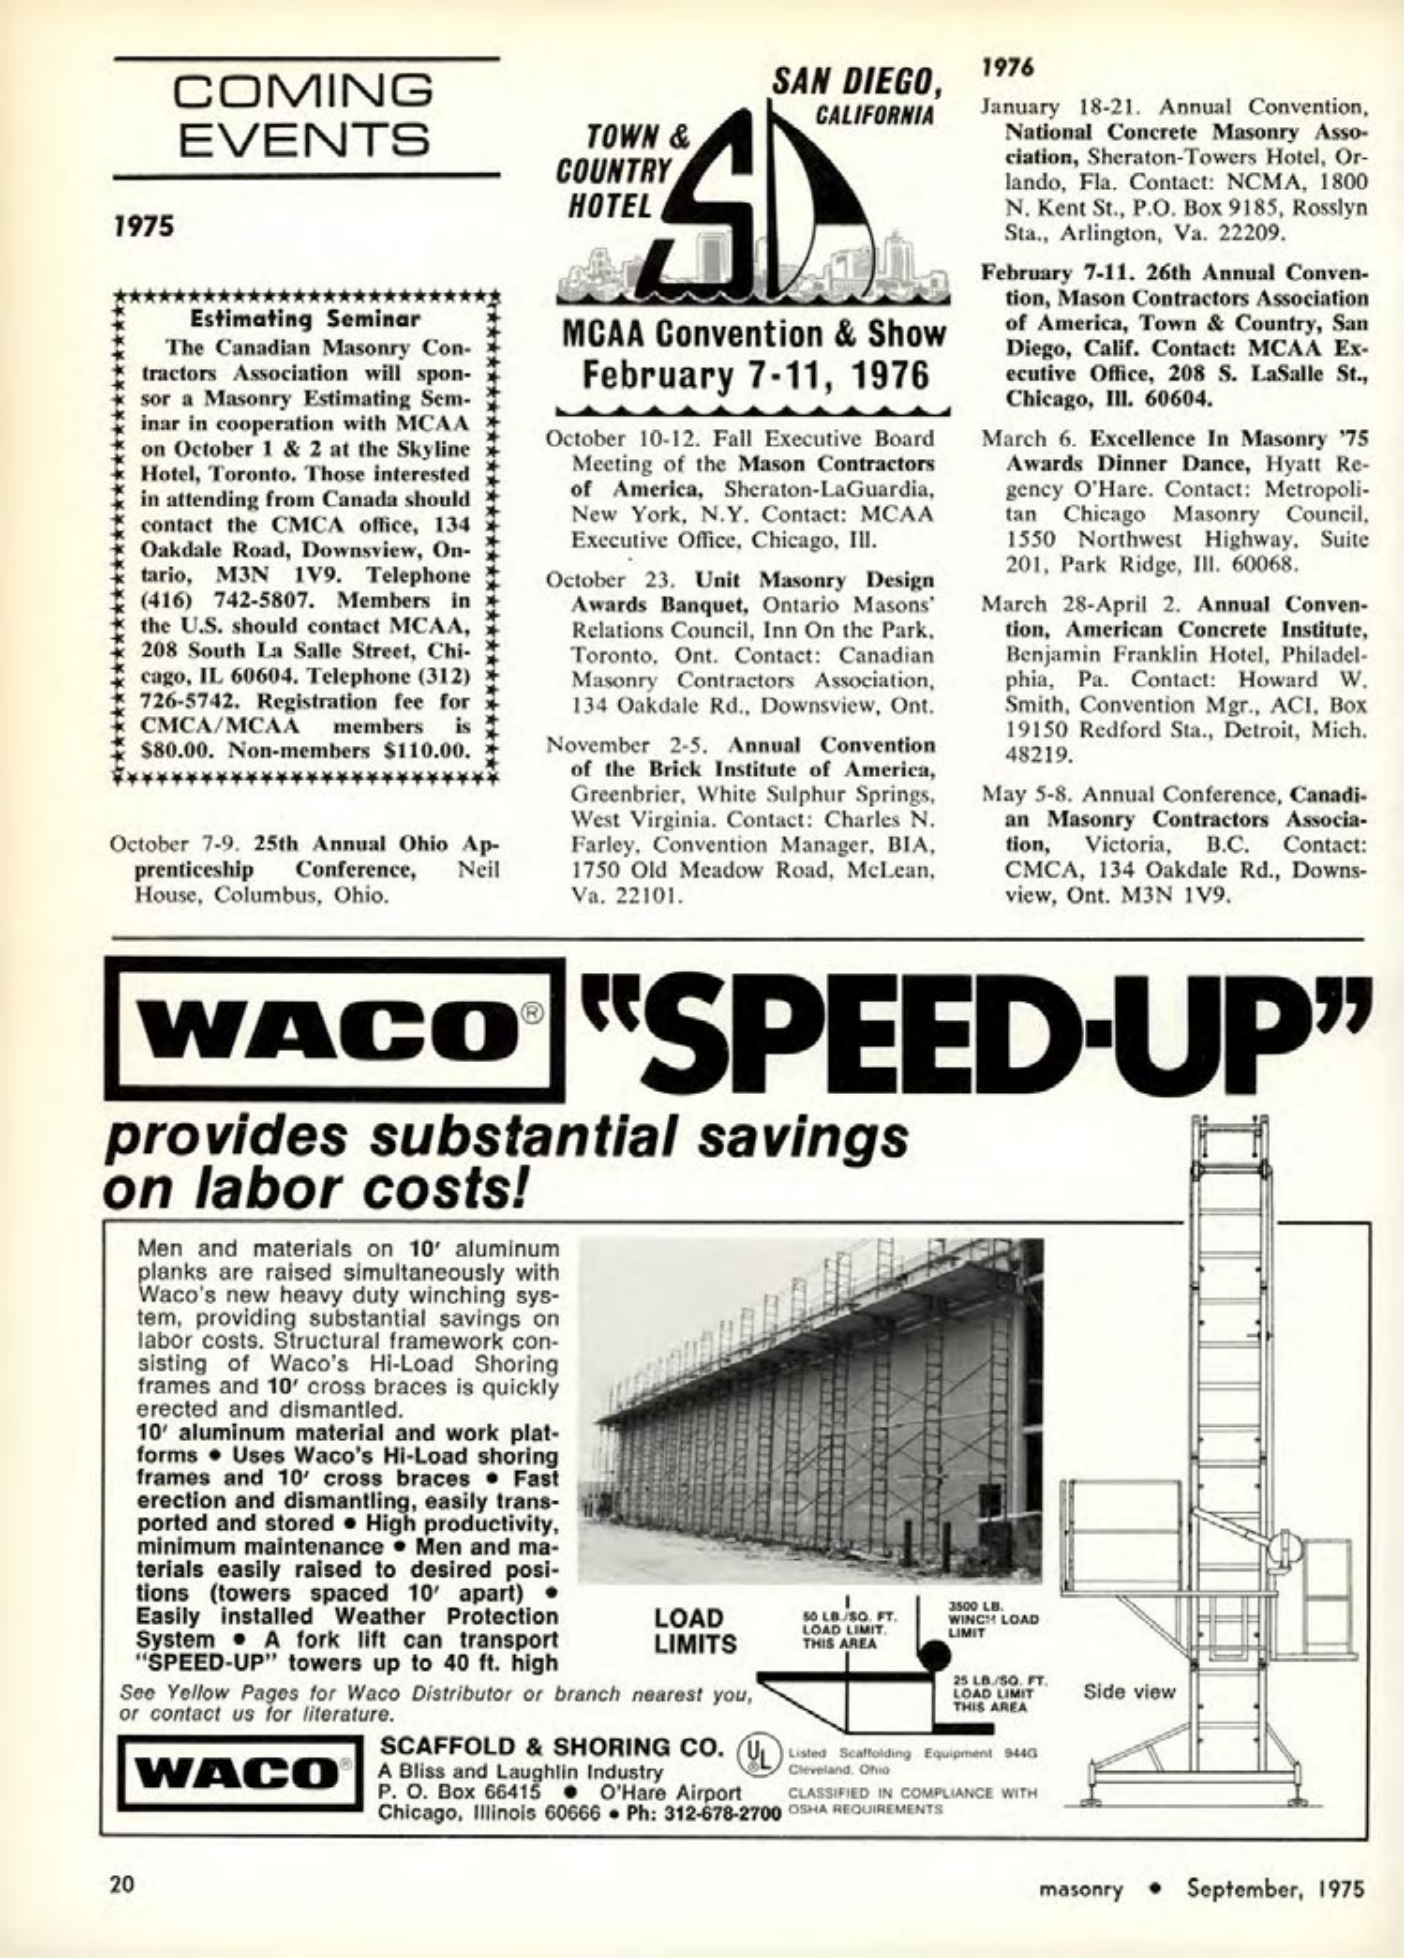 COMING
EVENTS
1975
Estimating Seminar
The Canadian Masonry Con-
tractors Association will spon-
sor a Masonry Estimating Sem-
inar in cooperation with MCAA
on October 1 & 2 at the Skyline
Hotel, Toronto. Those interested
in attending from Canada should
contact the CMCA office, 134
Oakdale Road, Downsview, On-
tario, M3N 1V9. Telephone
(416) 742-5807. Members in
the U.S. should contact MCAA,
208 South La Salle Street, Chi-
cago, IL 60604. Telephone (312)
726-5742. Registration fee for
CMCA/MCAA members is
$80.00. Non-members $110.00.
October 7-9. 25th Annual Ohio Ap-
prenticeship Conference, Neil
House, Columbus, Ohio.
SAN DIEGO,
CALIFORNIA
TOWN &
COUNTRY
HOTEL
SD
MCAA Convention & Show
February 7-11, 1976
October 10-12. Fall Executive Board
Meeting of the Mason Contractors
of America, Sheraton-LaGuardia,
New York, N.Y. Contact: MCAA
Executive Office, Chicago, Ill.
October 23. Unit Masonry Design
Awards Banquet, Ontario Masons'
Relations Council, Inn On the Park,
Toronto, Ont. Contact: Canadian
Masonry Contractors Association,
134 Oakdale Rd., Downsview, Ont.
November 2-5. Annual Convention
of the Brick Institute of America,
Greenbrier, White Sulphur Springs,
West Virginia. Contact: Charles N.
Farley, Convention Manager, BIA,
1750 Old Meadow Road, McLean,
Va. 22101.
1976
January 18-21. Annual Convention,
National Concrete Masonry Asso-
ciation, Sheraton-Towers Hotel, Or-
lando, Fla. Contact: NCMA, 1800
N. Kent St., P.O. Box 9185, Rosslyn
Sta., Arlington, Va. 22209.
February 7-11. 26th Annual Conven-
tion, Mason Contractors Association
of America, Town & Country, San
Diego, Calif. Contact: MCAA Ex-
ecutive Office, 208 S. LaSalle St.,
Chicago, Ill. 60604.
March 6. Excellence In Masonry '75
Awards Dinner Dance, Hyatt Re-
gency O'Hare. Contact: Metropoli-
tan Chicago Masonry Council,
1550 Northwest Highway, Suite
201, Park Ridge, Ill. 60068.
March 28-April 2. Annual Conven-
tion, American Concrete Institute,
Benjamin Franklin Hotel, Philadel-
phia, Pa. Contact: Howard W.
Smith, Convention Mgr., ACI, Box
19150 Redford Sta., Detroit, Mich.
48219.
May 5-8. Annual Conference, Canadi-
an Masonry Contractors Associa-
tion, Victoria, B.C. Contact:
CMCA, 134 Oakdale Rd., Downs-
view, Ont. M3N 1V9.
WACO® "SPEED-UP"
provides substantial savings
on labor costs!
Men and materials on 10' aluminum
planks are raised simultaneously with
Waco's new heavy duty winching sys-
tem, providing substantial savings on
labor costs. Structural framework con-
sisting of Waco's Hi-Load Shoring
frames and 10' cross braces is quickly
erected and dismantled.
10' aluminum material and work plat-
forms • Uses Waco's Hi-Load shoring
frames and 10' cross braces • Fast
erection and dismantling, easily trans-
ported and stored • High productivity,
minimum maintenance • Men and ma-
terials easily raised to desired posi-
tions (towers spaced 10' apart) •
Easily installed Weather Protection
System • A fork lift can transport
"SPEED-UP" towers up to 40 ft. high
See Yellow Pages for Waco Distributor or branch nearest you,
or contact us for literature.
LOAD
LIMITS
50 LB./SQ. FT.
LOAD LIMIT.
THIS AREA
3500 LB.
WINCH LOAD
LIMIT
25 LB./SQ. FT.
LOAD LIMIT
THIS AREA
Side view
WACO®
SCAFFOLD & SHORING CO.
A Bliss and Laughlin Industry
P. O. Box 66415 • O'Hare Airport
Chicago, Illinois 60666 • Ph: 312-678-2700
UL
Listed Scaffolding Equipment 944G
Cleveland, Ohio
CLASSIFIED IN COMPLIANCE WITH
OSHA REQUIREMENTS
20
masonry • September, 1975